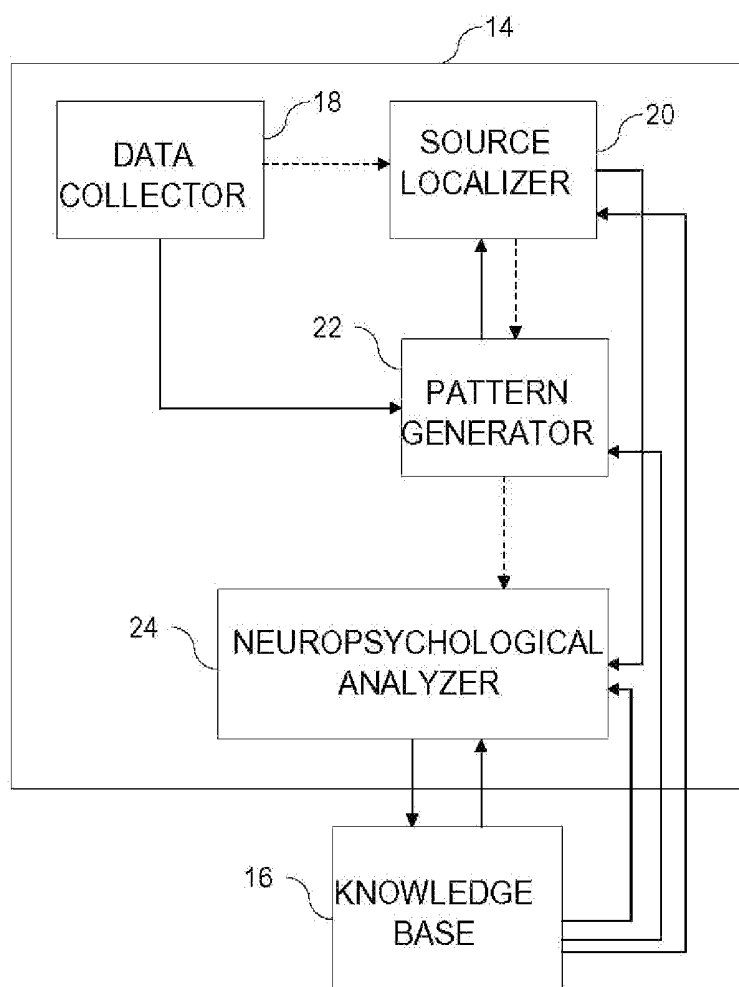 14
18
DATA
COLLECTOR
20
SOURCE
LOCALIZER
22
PATTERN
GENERATOR
24
NEUROPSYCHOLOGICAL
ANALYZER
16
KNOWLEDGE
BASE